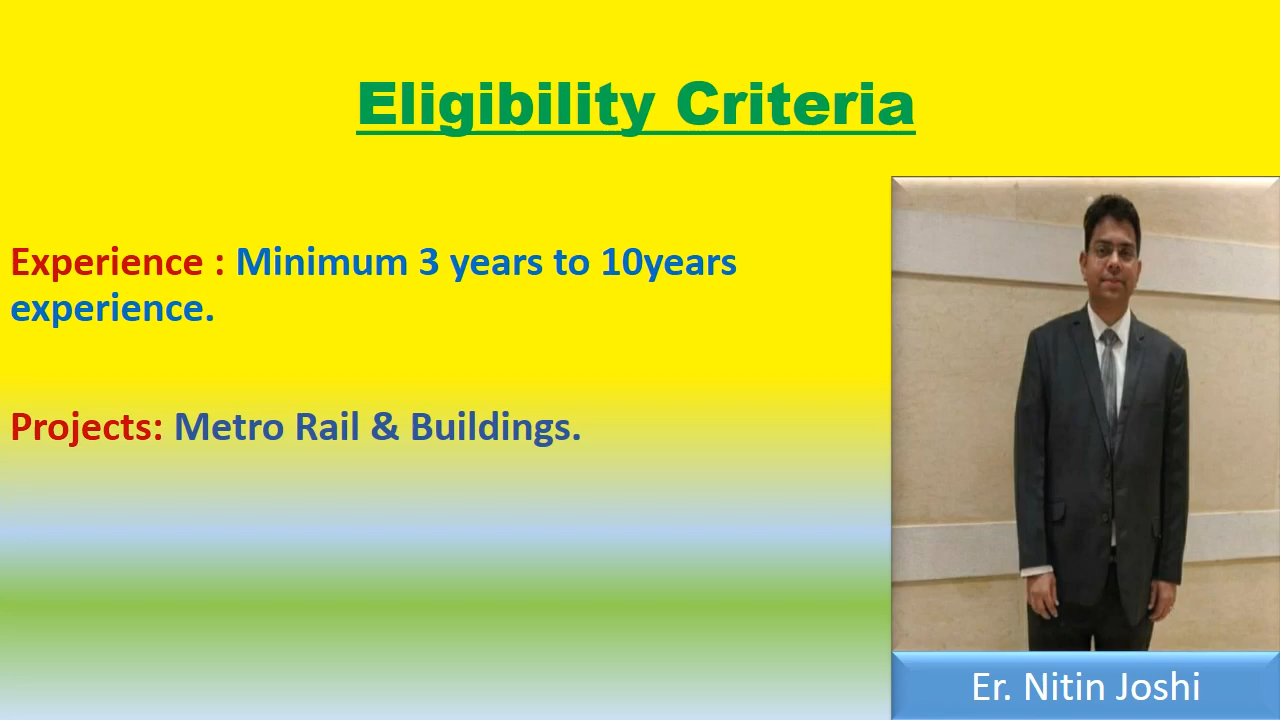 Eligibility Criteria
Experience : Minimum 3 years to 10years
experience.
Projects: Metro Rail & Buildings.
Er. Nitin Joshi